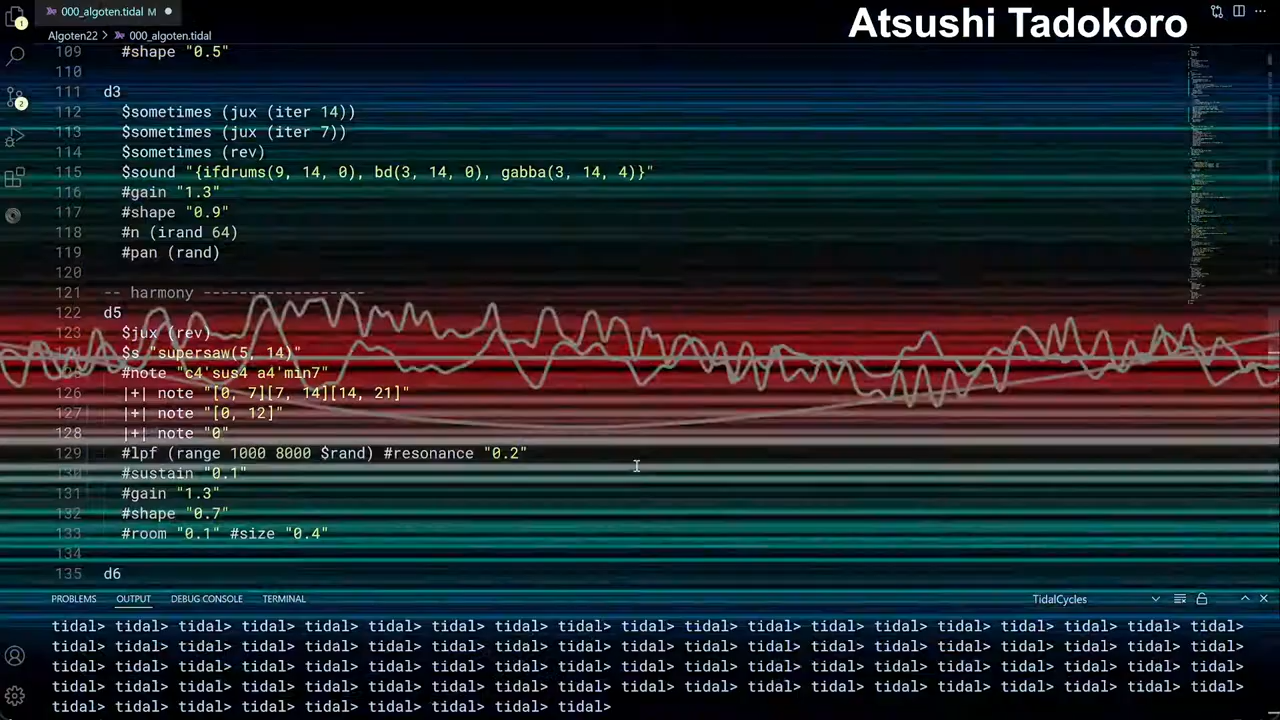 000_algoten.tidal M
Atsushi Tadokoro
Algoten22 > 000_algoten.tidal
1
2
109 #shape "0.5"
110
111 d3
112 $sometimes (jux (iter 14))
113 $sometimes (jux (iter 7))
114 $sometimes (rev)
115 $sound "{ifdrums(9, 14, 0), bd(3, 14, 0), gabba(3, 14, 4)}"
116 #gain "1.3"
117 #shape "0.9"
118 #n (irand 64)
119 #pan (rand)
120
121 -- harmony ------------------
122 d5
123 $jux (rev)
124 $s "supersaw(5, 14)"
125 #note "c4'sus4 a4'min7"
126 |+| note "[0, 7][7, 14][14, 21]"
127 |+| note "[0, 12]"
128 |+| note "0"
129 #lpf (range 1000 8000 $rand) #resonance "0.2"
130 #sustain "0.1"
131 #gain "1.3"
132 #shape "0.7"
133 #room "0.1" #size "0.4"
134
135 d6
PROBLEMS OUTPUT DEBUG CONSOLE TERMINAL TidalCycles
tidal> tidal> tidal> tidal> tidal> tidal> tidal> tidal> tidal> tidal> tidal> tidal> tidal> tidal> tidal> tidal> tidal> tidal> tidal>
tidal> tidal> tidal> tidal> tidal> tidal> tidal> tidal> tidal> tidal> tidal> tidal> tidal> tidal> tidal> tidal> tidal> tidal> tidal>
tidal> tidal> tidal> tidal> tidal> tidal> tidal> tidal> tidal> tidal> tidal> tidal> tidal> tidal> tidal> tidal> tidal> tidal> tidal>
tidal> tidal> tidal> tidal> tidal> tidal> tidal> tidal> tidal> tidal> tidal> tidal> tidal> tidal> tidal> tidal> tidal> tidal> tidal>
tidal> tidal> tidal> tidal> tidal> tidal> tidal> tidal> tidal>